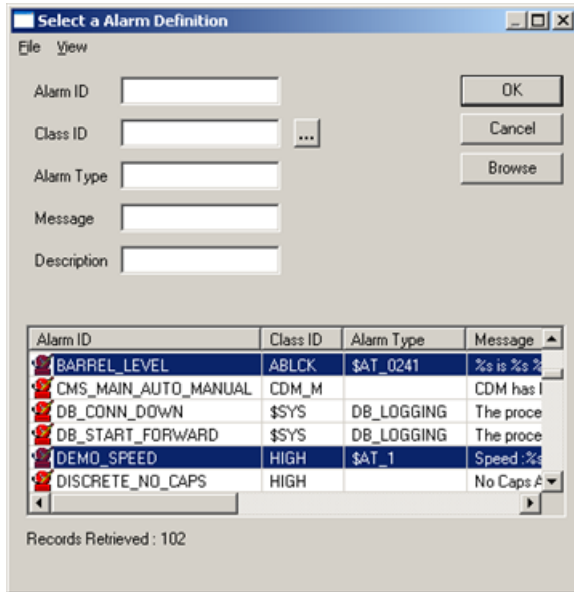 Select a Alarm Definition
File View
Alarm ID
OK
Class ID ...
Cancel
Alarm Type
Browse
Message
Description
Alarm ID Class ID Alarm Type Message
BARREL_LEVEL ABLCK $AT_0241 %s is %s %
CMS_MAIN_AUTO_MANUAL CDM_M CDM has
DB_CONN_DOWN $SYS DB_LOGGING The proce
DB_START_FORWARD $SYS DB_LOGGING The proce
DEMO_SPEED HIGH $AT_1 Speed :%s
DISCRETE_NO_CAPS HIGH No Caps A
Records Retrieved : 102